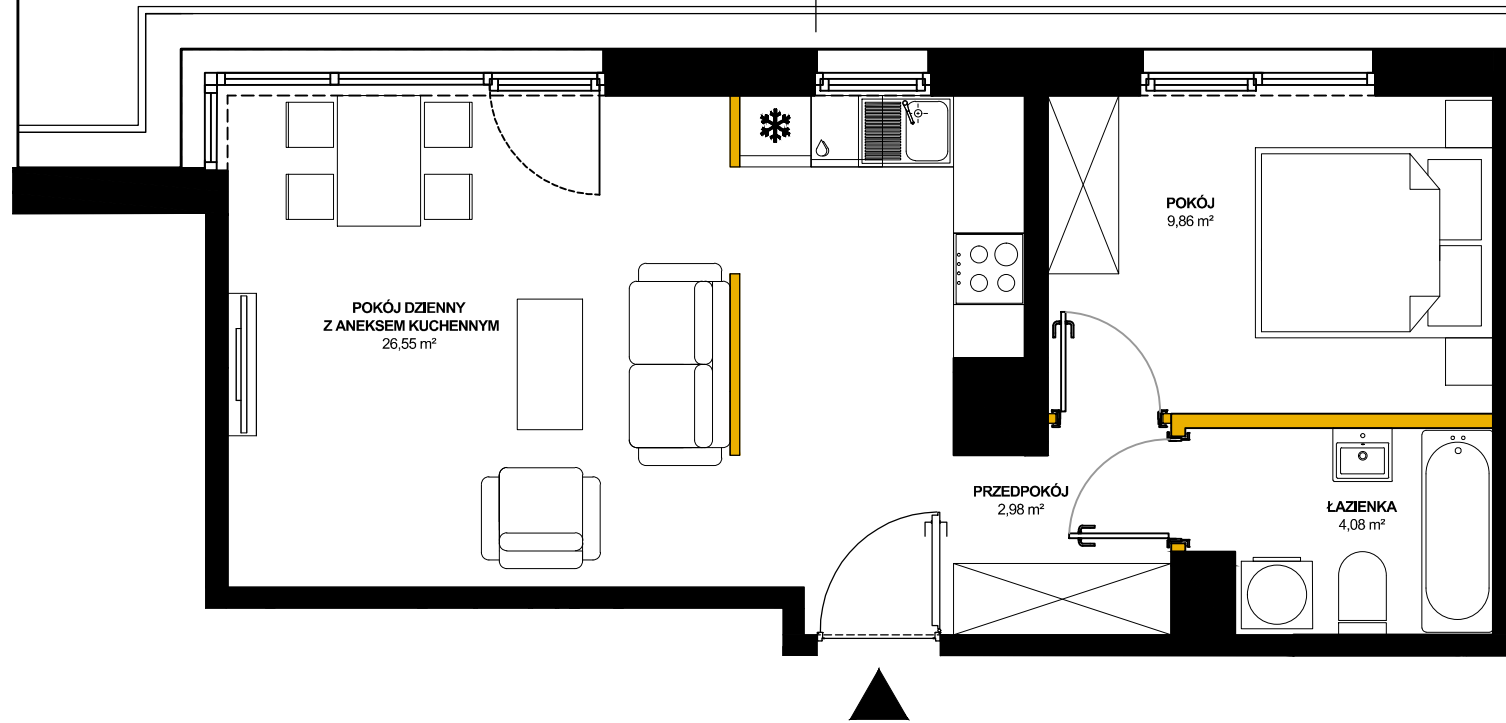 POKÓJ DZIENNY
Z ANEKSEM KUCHENNYM
26,55 m²
POKÓJ
9,86 m²
PRZEDPOKÓJ
2,98 m²
ŁAZIENKA
4,08 m²